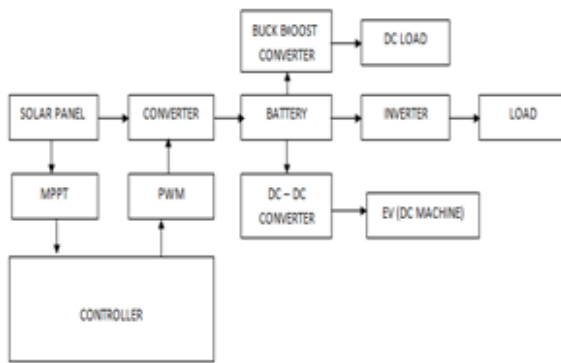 BUCK BOOST
CONVERTER
DC LOAD
SOLAR PANEL
CONVERTER
BATTERY
INVERTER
LOAD
MPPT
PWM
DC – DC
CONVERTER
EV (DC MACHINE)
CONTROLLER